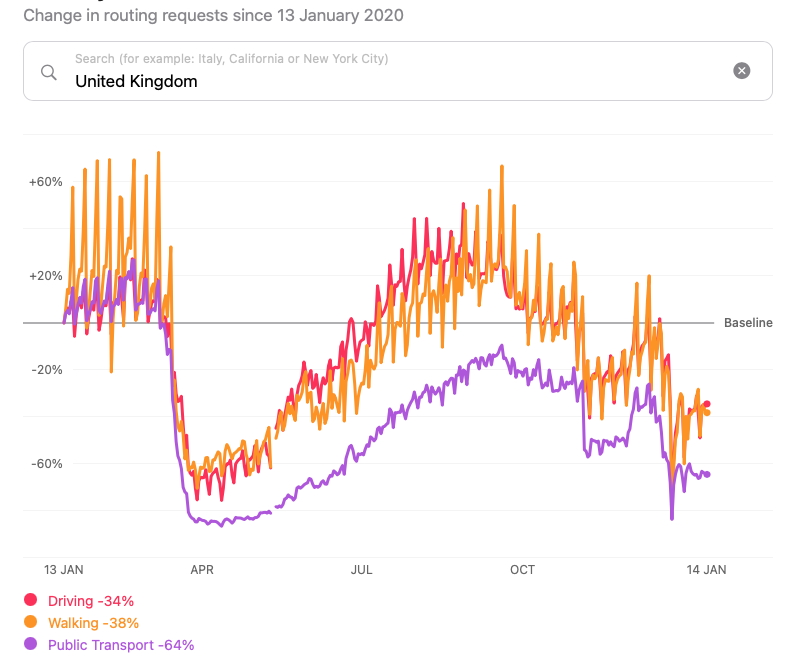 Change in routing requests since 13 January 2020
Search (for example: Italy, California or New York City)
United Kingdom
+60%
+20%
Baseline
-20%
-60%
13 JAN APR JUL OCT 14 JAN
Driving -34%
Walking -38%
Public Transport -64%